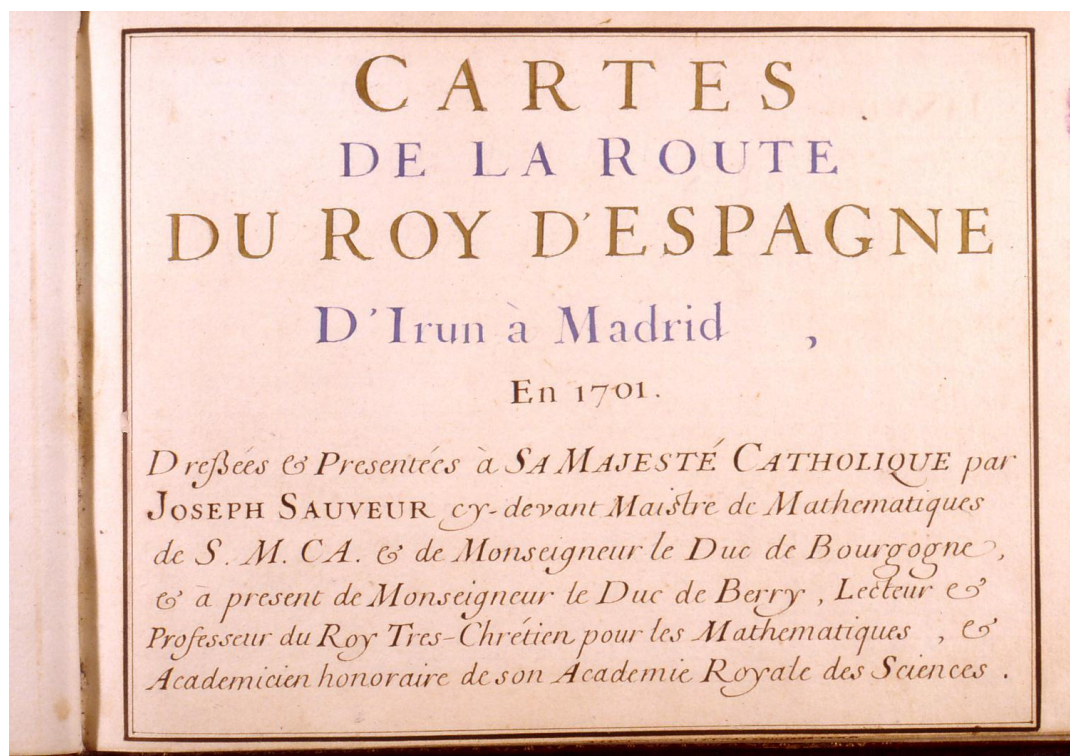 CARTES
DE LA ROUTE
DU ROY D'ESPAGNE
D'Irun à Madrid ,
En 1701.
Dreßées & Presentées à SA MAJESTÉ CATHOLIQUE par
JOSEPH SAUVEUR cy-devant Maistre de Mathematiques
de S. M. CA. & de Monseigneur le Duc de Bourgogne,
& à present de Monseigneur le Duc de Berry , Lecteur &
Professeur du Roy Tres-Chrétien pour les Mathematiques , &
Academicien honoraire de son Academie Royale des Sciences .